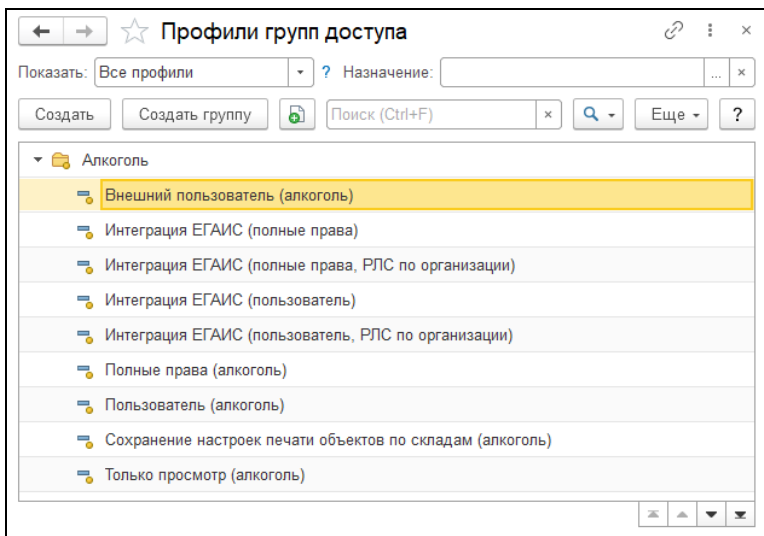 Профили групп доступа
Показать: Все профили ? Назначение: ...
Создать Создать группу Поиск (Ctrl+F) Еще ?
Алкоголь
Внешний пользователь (алкоголь)
Интеграция ЕГАИС (полные права)
Интеграция ЕГАИС (полные права, РЛС по организации)
Интеграция ЕГАИС (пользователь)
Интеграция ЕГАИС (пользователь, РЛС по организации)
Полные права (алкоголь)
Пользователь (алкоголь)
Сохранение настроек печати объектов по складам (алкоголь)
Только просмотр (алкоголь)